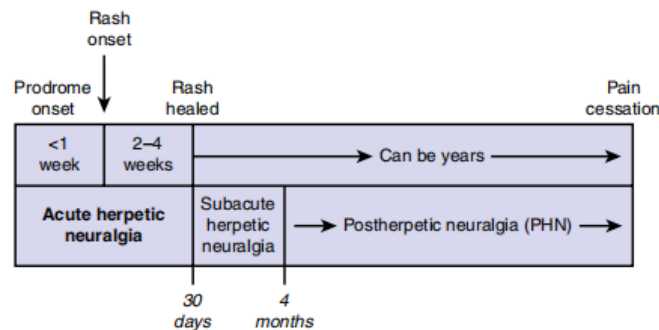 Rash
onset
Prodrome
onset
Rash
healed
Pain
cessation
<1
week
2–4
weeks
Can be years
Acute herpetic
neuralgia
Subacute
herpetic
neuralgia
Postherpetic neuralgia (PHN)
30
days
4
months